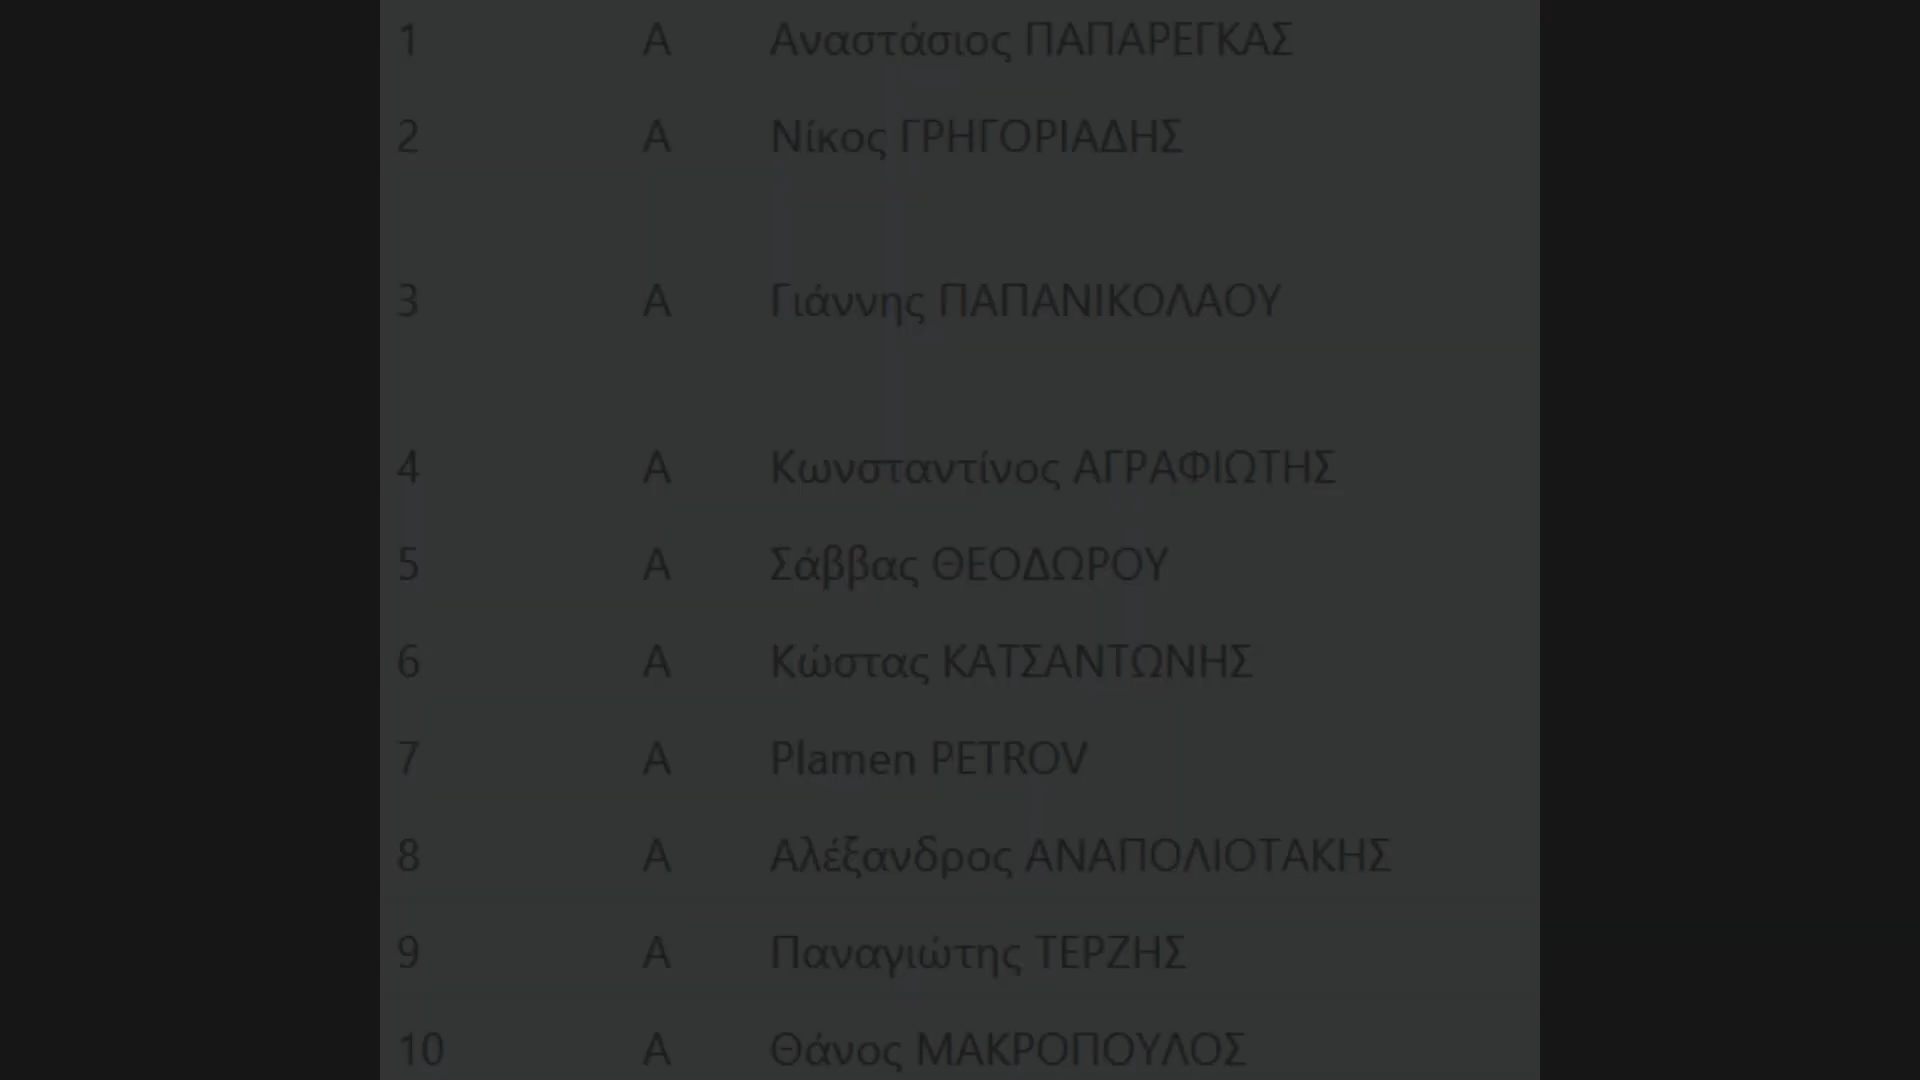 1 Α Αναστάσιος ΠΑΠΑΡΕΓΚΑΣ
2 Α Νίκος ΓΡΗΓΟΡΙΑΔΗΣ
3 Α Γιάννης ΠΑΠΑΝΙΚΟΛΑΟΥ
4 Α Κωνσταντίνος ΑΓΡΑΦΙΩΤΗΣ
5 Α Σάββας ΘΕΟΔΩΡΟΥ
6 Α Κώστας ΚΑΤΣΑΝΤΩΝΗΣ
7 Α Plamen PETROV
8 Α Αλέξανδρος ΑΝΑΠΟΛΙΟΤΑΚΗΣ
9 Α Παναγιώτης ΤΕΡΖΗΣ
10 Α Θάνος ΜΑΚΡΟΠΟΥΛΟΣ